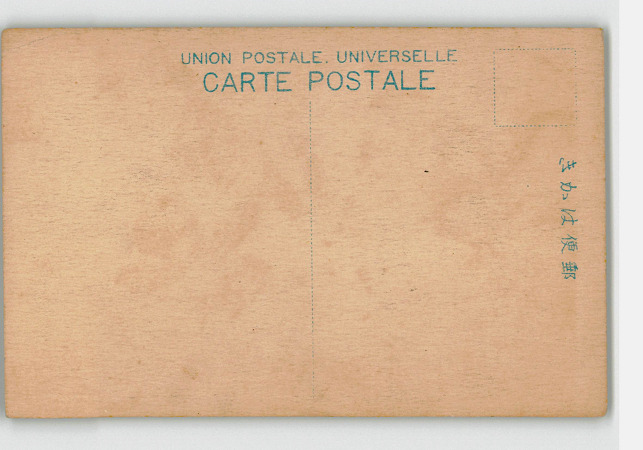 UNION POSTALE. UNIVERSELLE
CARTE POSTALE
郵便はかき